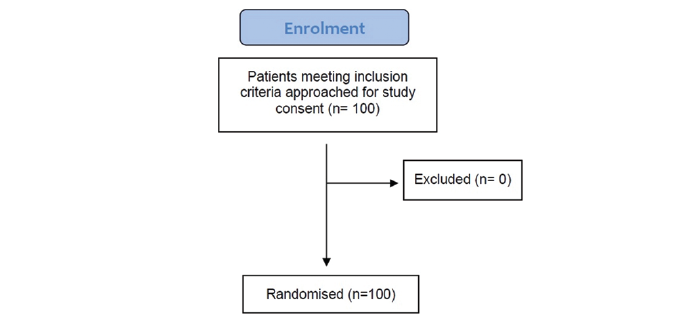 Enrolment
Patients meeting inclusion
criteria approached for study
consent (n= 100)
Excluded (n= 0)
Randomised (n=100)